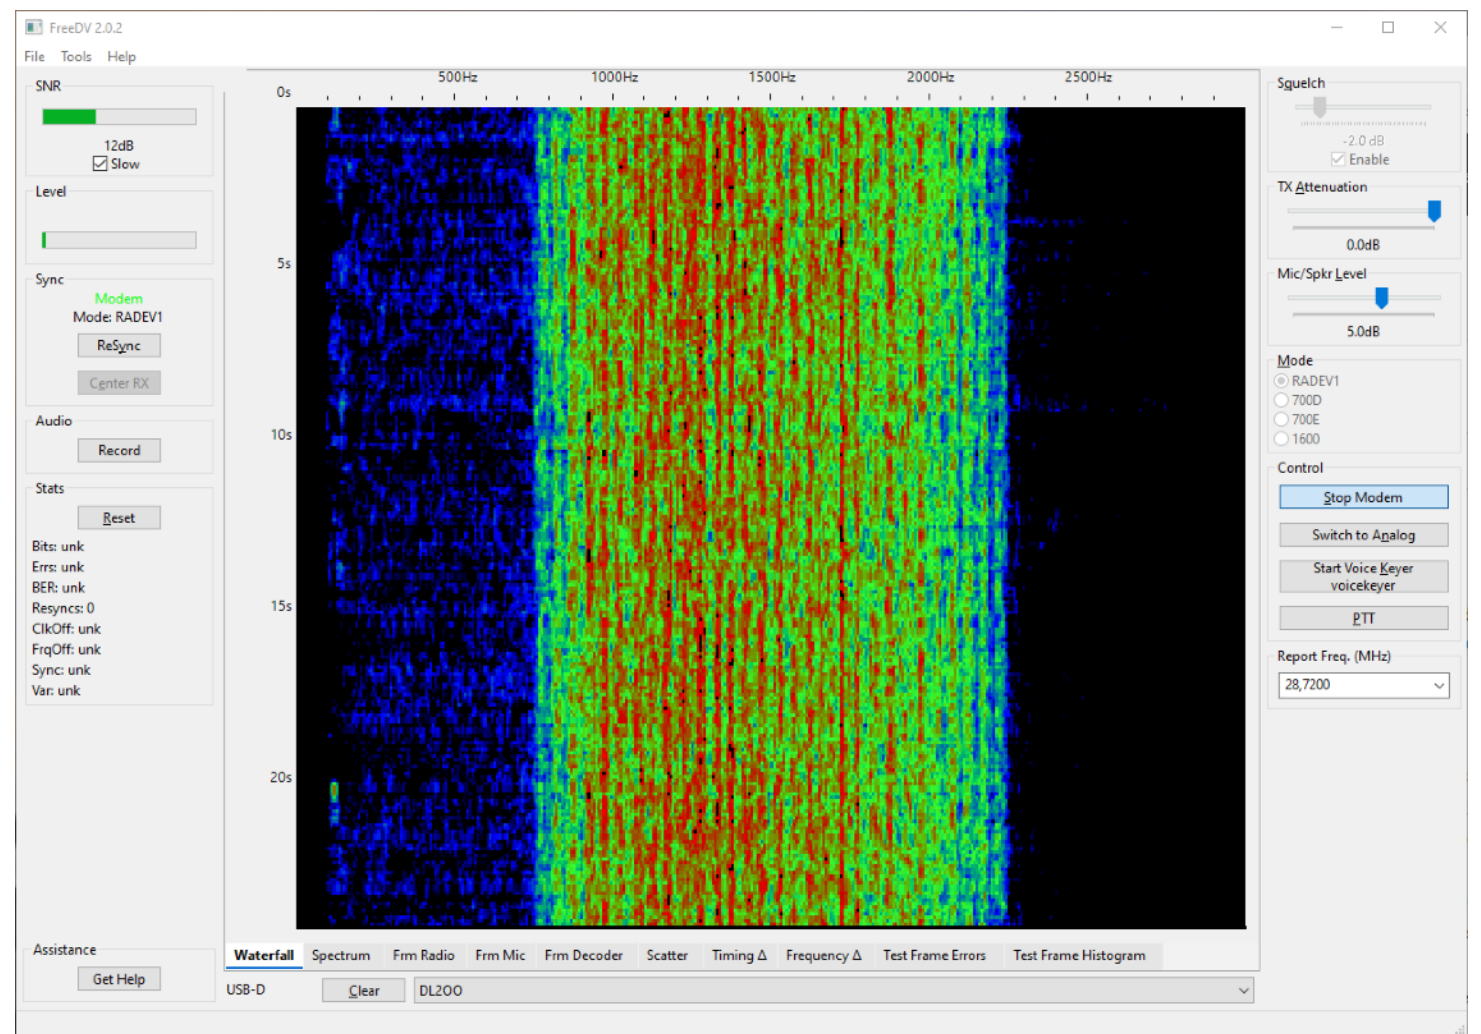 FreeDV 2.0.2
File Tools Help
SNR
12dB
Slow
Level
Sync
Modem
Mode: RADEV1
ReSync
Center RX
Audio
Record
Stats
Reset
Bits: unk
Errs: unk
BER: unk
Resyncs: 0
ClkOff: unk
FrqOff: unk
Sync: unk
Var: unk
Assistance
Get Help
500Hz 1000Hz 1500Hz 2000Hz 2500Hz
0s
5s
10s
15s
20s
Waterfall Spectrum Frm Radio Frm Mic Frm Decoder Scatter Timing Δ Frequency Δ Test Frame Errors Test Frame Histogram
USB-D Clear DL2OO
Squelch
-2.0 dB
Enable
TX Attenuation
0.0dB
Mic/Spkr Level
5.0dB
Mode
RADEV1
700D
700E
1600
Control
Stop Modem
Switch to Analog
Start Voice Keyer
voicekeyer
PTT
Report Freq. (MHz)
28,7200